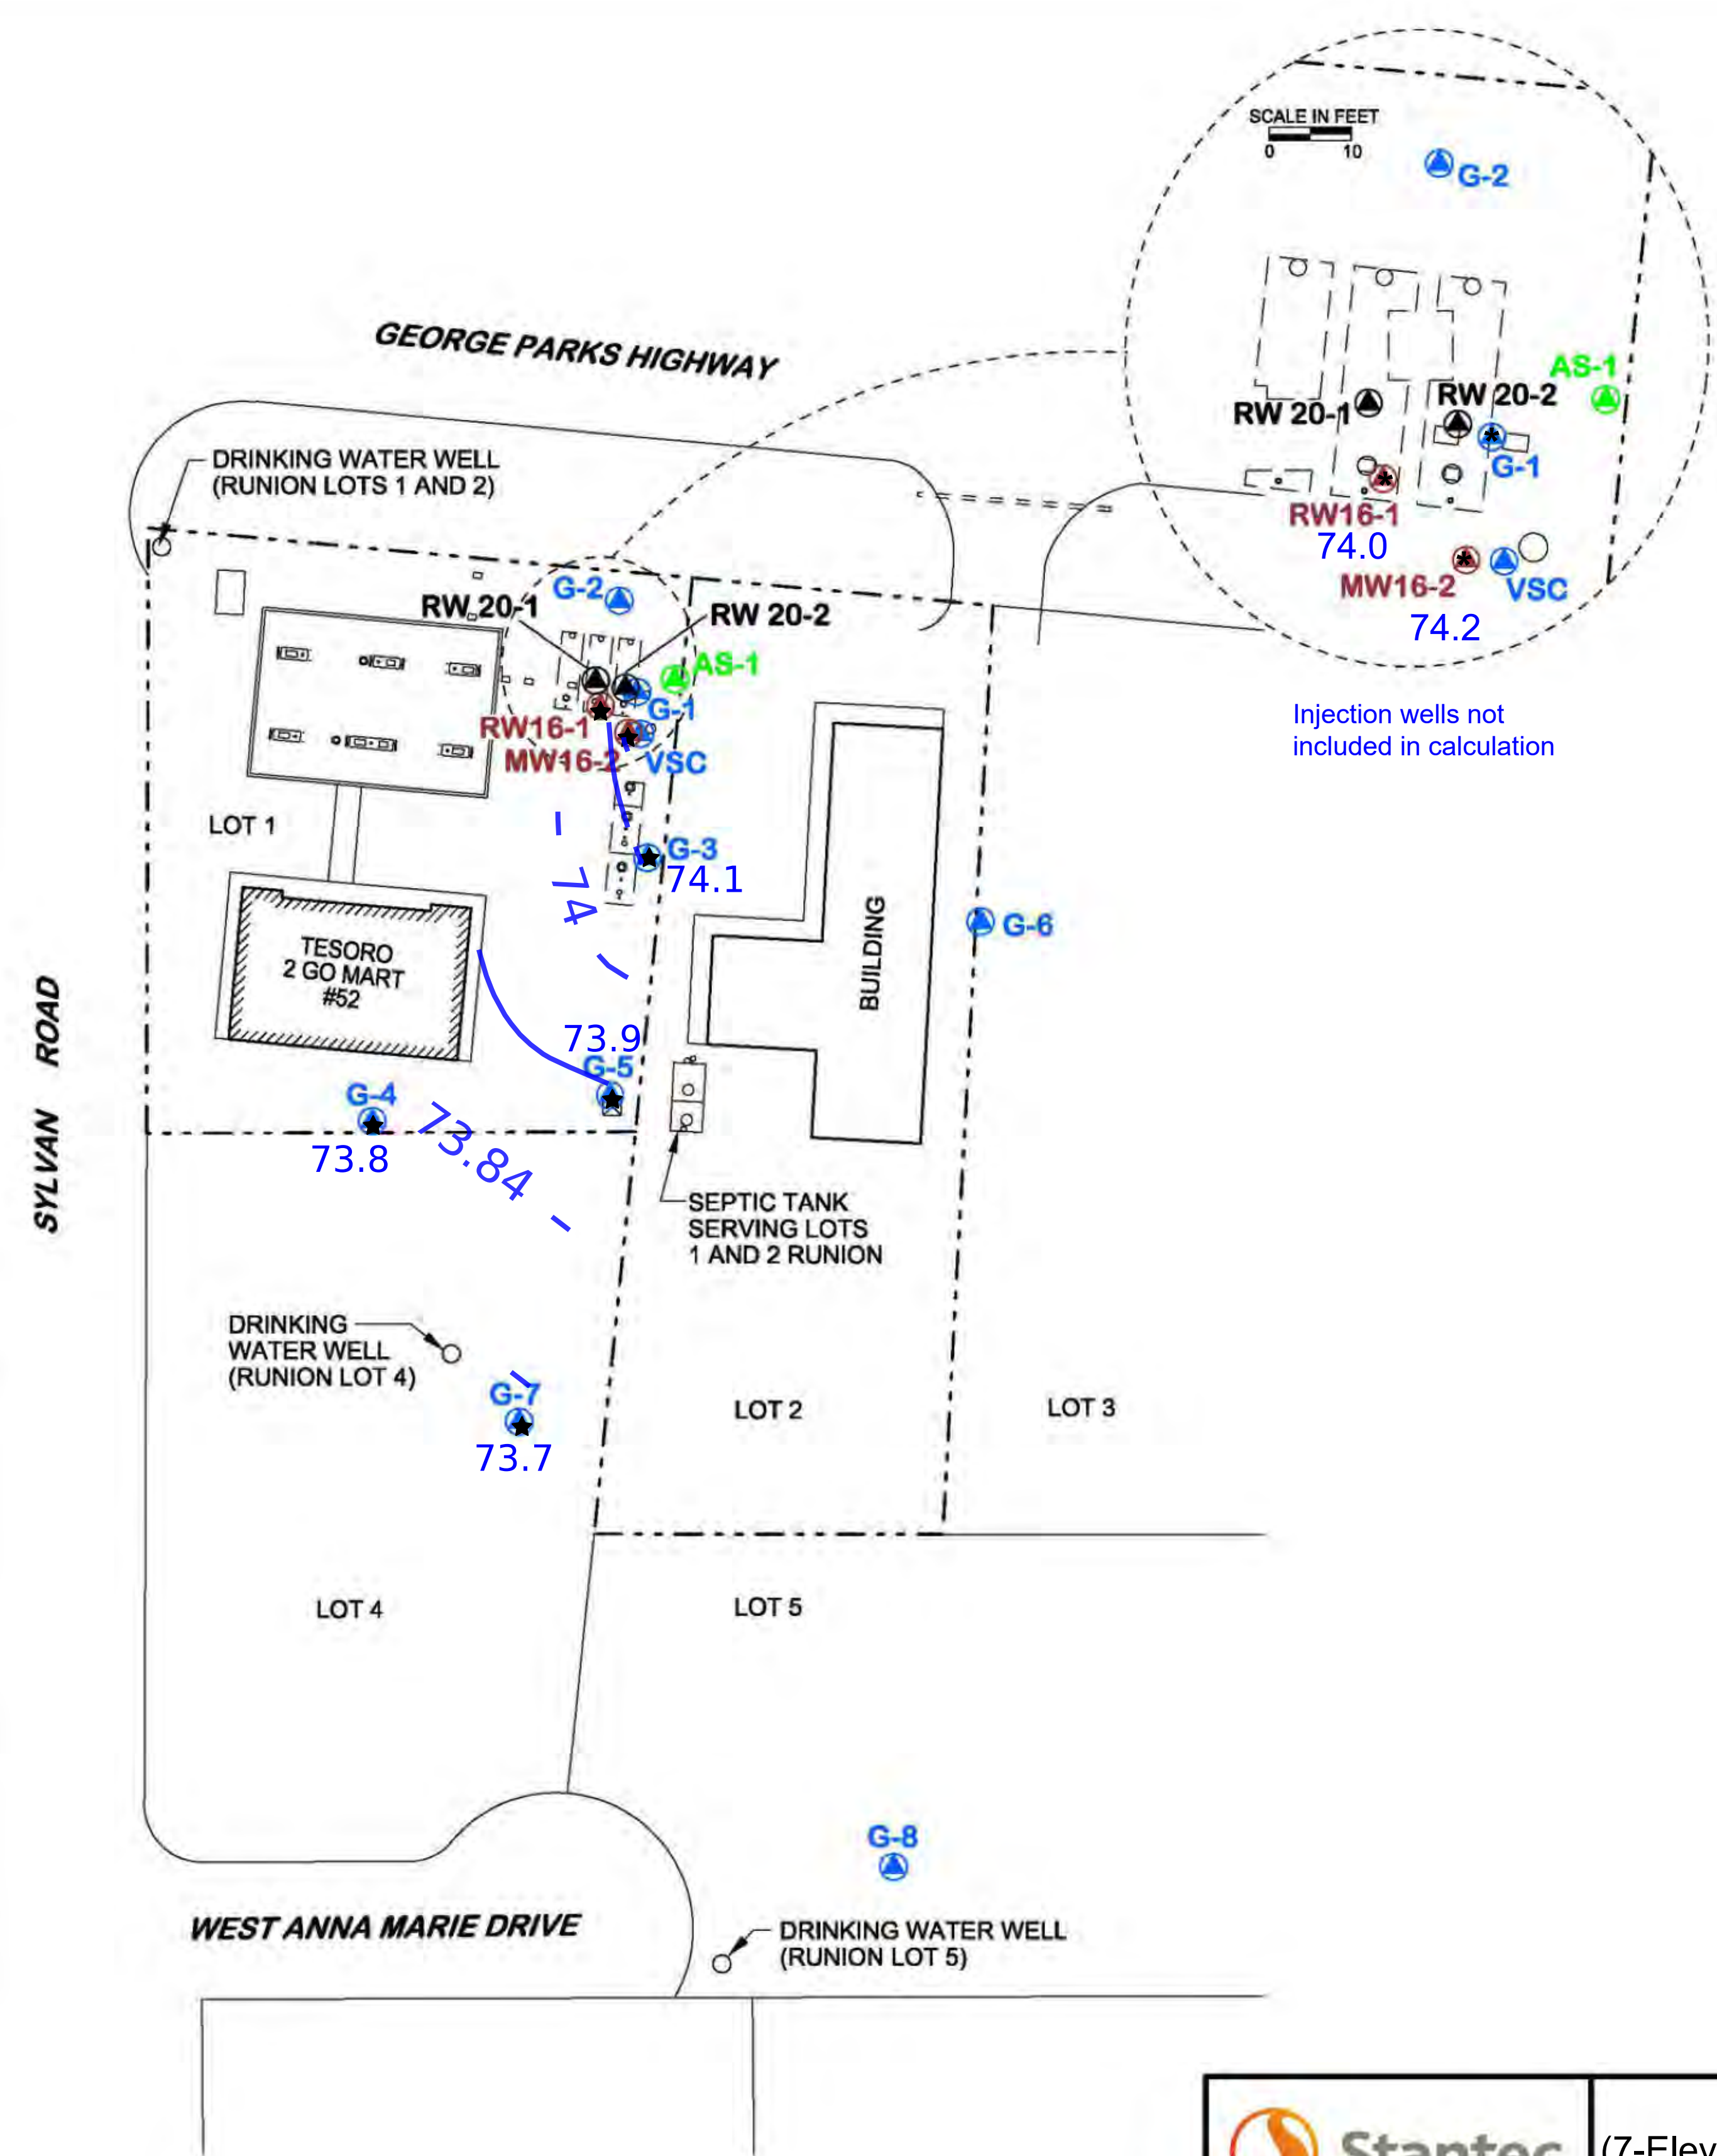 SCALE IN FEET
0 10
G-2
AS-1
RW 20-1
RW 20-2
G-1
RW16-1
74.0
MW16-2
VSC
74.2
Injection wells not
included in calculation
GEORGE PARKS HIGHWAY
DRINKING WATER WELL
(RUNION LOTS 1 AND 2)
G-2
RW 20-1
RW 20-2
AS-1
G-1
RW16-1
MW16-2
VSC
LOT 1
G-3
74.1
74
TESORO
2 GO MART
#52
BUILDING
G-6
SYLVAN ROAD
73.9
G-5
G-4
73.8
73.84
SEPTIC TANK
SERVING LOTS
1 AND 2 RUNION
DRINKING
WATER WELL
(RUNION LOT 4)
G-7
73.7
LOT 2
LOT 3
LOT 4
LOT 5
G-8
WEST ANNA MARIE DRIVE
DRINKING WATER WELL
(RUNION LOT 5)
Stantec
(7-Elev